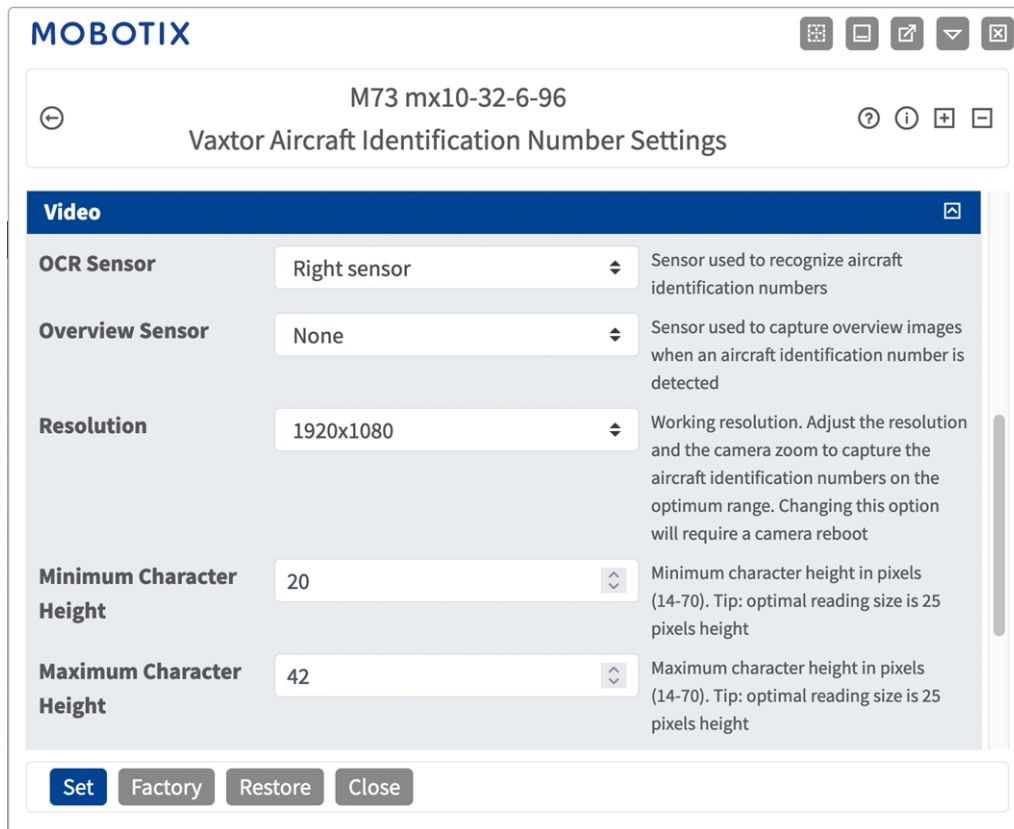 MOBOTIX
M73 mx10-32-6-96
Vaxtor Aircraft Identification Number Settings
Video
OCR Sensor
Right sensor
Sensor used to recognize aircraft
identification numbers
Overview Sensor
None
Sensor used to capture overview images
when an aircraft identification number is
detected
Resolution
1920x1080
Working resolution. Adjust the resolution
and the camera zoom to capture the
aircraft identification numbers on the
optimum range. Changing this option
will require a camera reboot
Minimum Character
Height
20
Minimum character height in pixels
(14-70). Tip: optimal reading size is 25
pixels height
Maximum Character
Height
42
Maximum character height in pixels
(14-70). Tip: optimal reading size is 25
pixels height
Set
Factory
Restore
Close